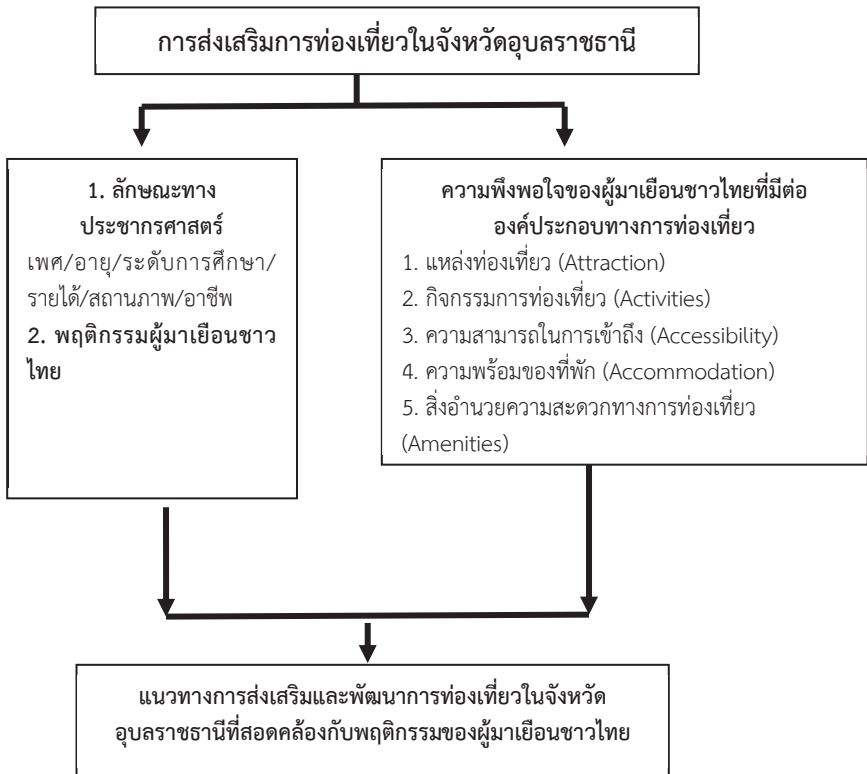 การส่งเสริมการท่องเที่ยวในจังหวัดอุบลราชธานี
1. ลักษณะทาง
ประชากรศาสตร์
เพศ/อายุ/ระดับการศึกษา/
รายได้/สถานภาพ/อาชีพ
2. พฤติกรรมผู้มาเยือนชาว
ไทย
ความพึงพอใจของผู้มาเยือนชาวไทยที่มีต่อ
องค์ประกอบทางการท่องเที่ยว
1. แหล่งท่องเที่ยว (Attraction)
2. กิจกรรมการท่องเที่ยว (Activities)
3. ความสามารถในการเข้าถึง (Accessibility)
4. ความพร้อมของที่พัก (Accommodation)
5. สิ่งอำนวยความสะดวกทางการท่องเที่ยว
(Amenities)
แนวทางการส่งเสริมและพัฒนาการท่องเที่ยวในจังหวัด
อุบลราชธานีที่สอดคล้องกับพฤติกรรมของผู้มาเยือนชาวไทย